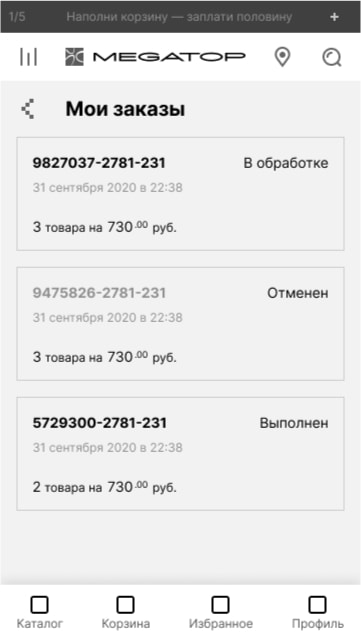 1/5 Наполни корзину — заплати половину +
MEGATOP
Мои заказы
9827037-2781-231 В обработке
31 сентября 2020 в 22:38
3 товара на 730.00 руб.
9475826-2781-231 Отменен
31 сентября 2020 в 22:38
3 товара на 730.00 руб.
5729300-2781-231 Выполнен
31 сентября 2020 в 22:38
2 товара на 730.00 руб.
Каталог Корзина Избранное Профиль